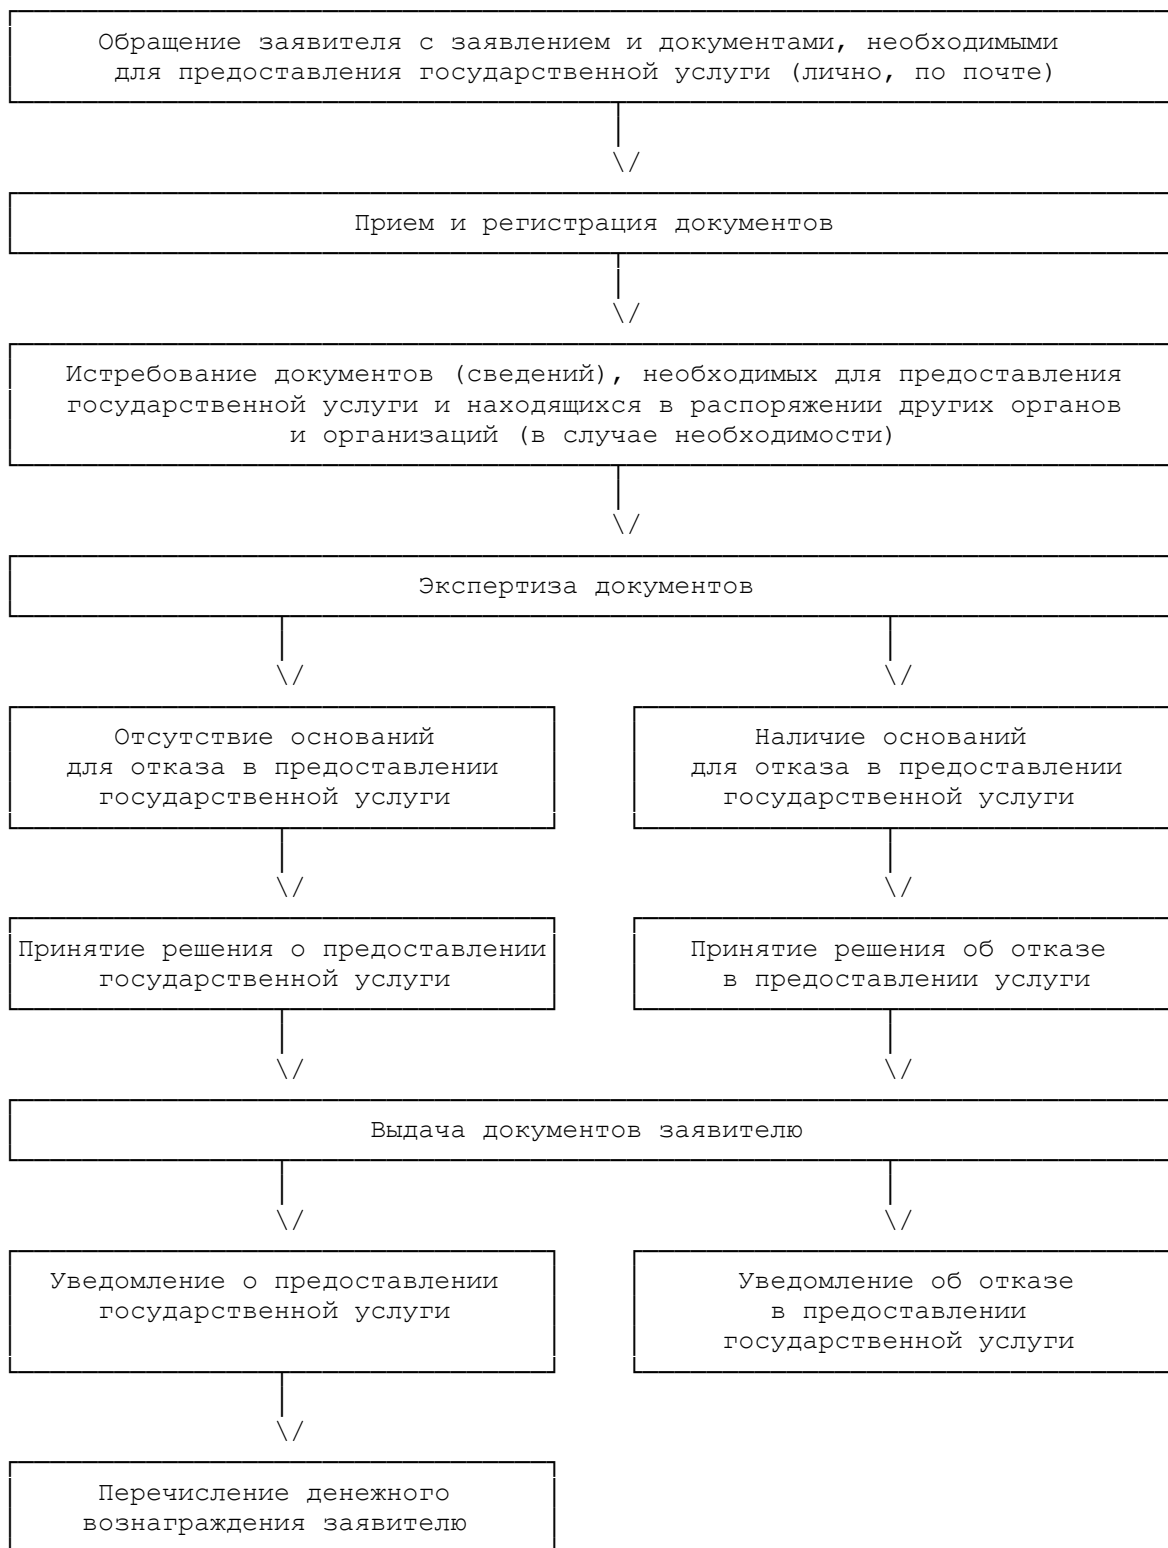 Обращение заявителя с заявлением и документами, необходимыми
для предоставления государственной услуги (лично, по почте)
Прием и регистрация документов
Истребование документов (сведений), необходимых для предоставления
государственной услуги и находящихся в распоряжении других органов
и организаций (в случае необходимости)
Экспертиза документов
Отсутствие оснований
для отказа в предоставлении
государственной услуги
Наличие оснований
для отказа в предоставлении
государственной услуги
Принятие решения о предоставлении
государственной услуги
Принятие решения об отказе
в предоставлении услуги
Выдача документов заявителю
Уведомление о предоставлении
государственной услуги
Уведомление об отказе
в предоставлении
государственной услуги
Перечисление денежного
вознаграждения заявителю